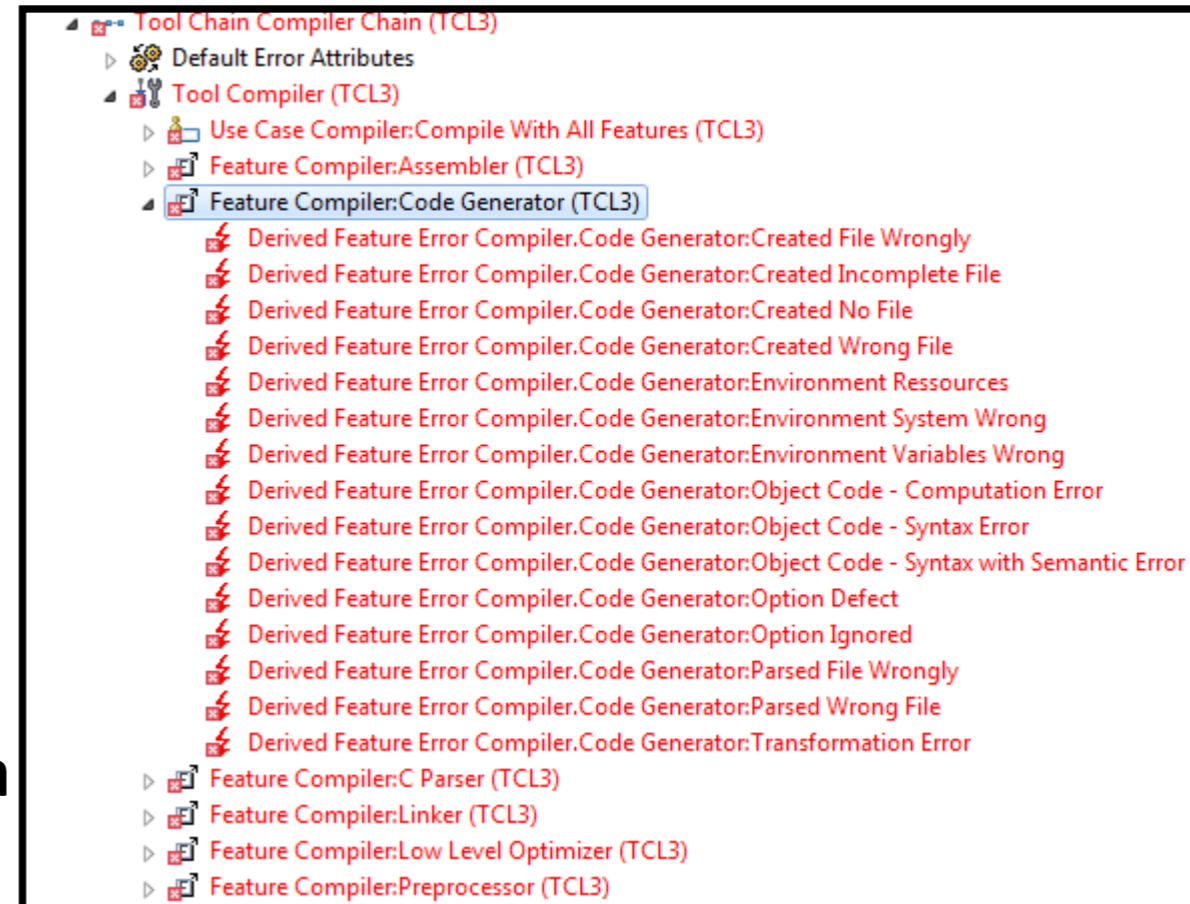 Tool Chain Compiler Chain (TCL3)
Default Error Attributes
Tool Compiler (TCL3)
Use Case Compiler:Compile With All Features (TCL3)
Feature Compiler:Assembler (TCL3)
Feature Compiler:Code Generator (TCL3)
Derived Feature Error Compiler.Code Generator:Created File Wrongly
Derived Feature Error Compiler.Code Generator:Created Incomplete File
Derived Feature Error Compiler.Code Generator:Created No File
Derived Feature Error Compiler.Code Generator:Created Wrong File
Derived Feature Error Compiler.Code Generator:Environment Ressources
Derived Feature Error Compiler.Code Generator:Environment System Wrong
Derived Feature Error Compiler.Code Generator:Environment Variables Wrong
Derived Feature Error Compiler.Code Generator:Object Code - Computation Error
Derived Feature Error Compiler.Code Generator:Object Code - Syntax Error
Derived Feature Error Compiler.Code Generator:Object Code - Syntax with Semantic Error
Derived Feature Error Compiler.Code Generator:Option Defect
Derived Feature Error Compiler.Code Generator:Option Ignored
Derived Feature Error Compiler.Code Generator:Parsed File Wrongly
Derived Feature Error Compiler.Code Generator:Parsed Wrong File
Derived Feature Error Compiler.Code Generator:Transformation Error
Feature Compiler:C Parser (TCL3)
Feature Compiler:Linker (TCL3)
Feature Compiler:Low Level Optimizer (TCL3)
Feature Compiler:Preprocessor (TCL3)